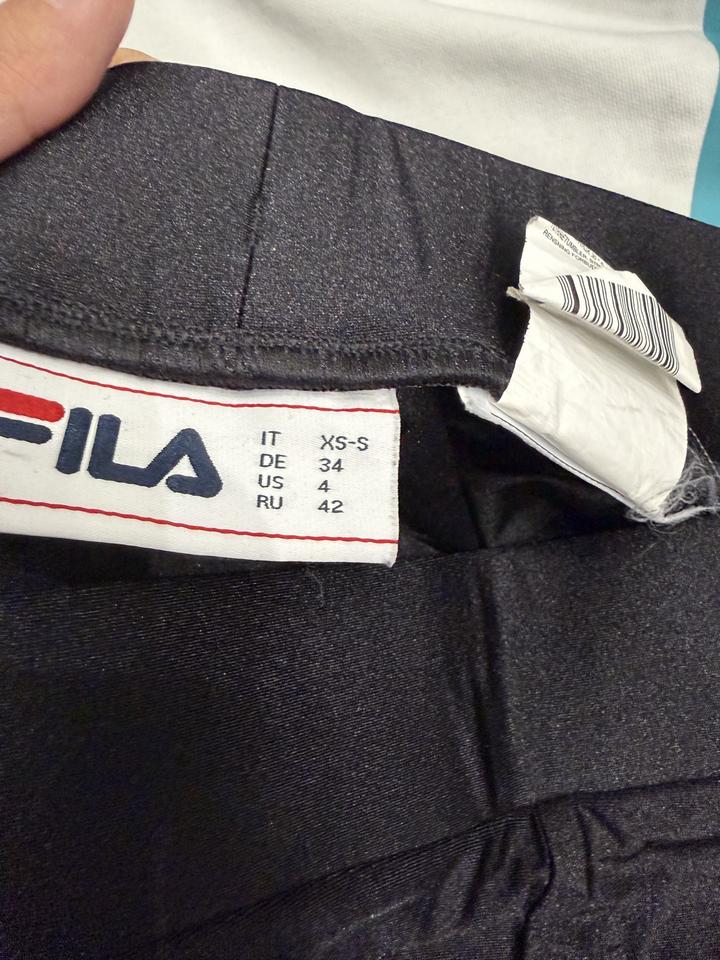 FILA
IT XS-S
DE 34
US 4
RU 42